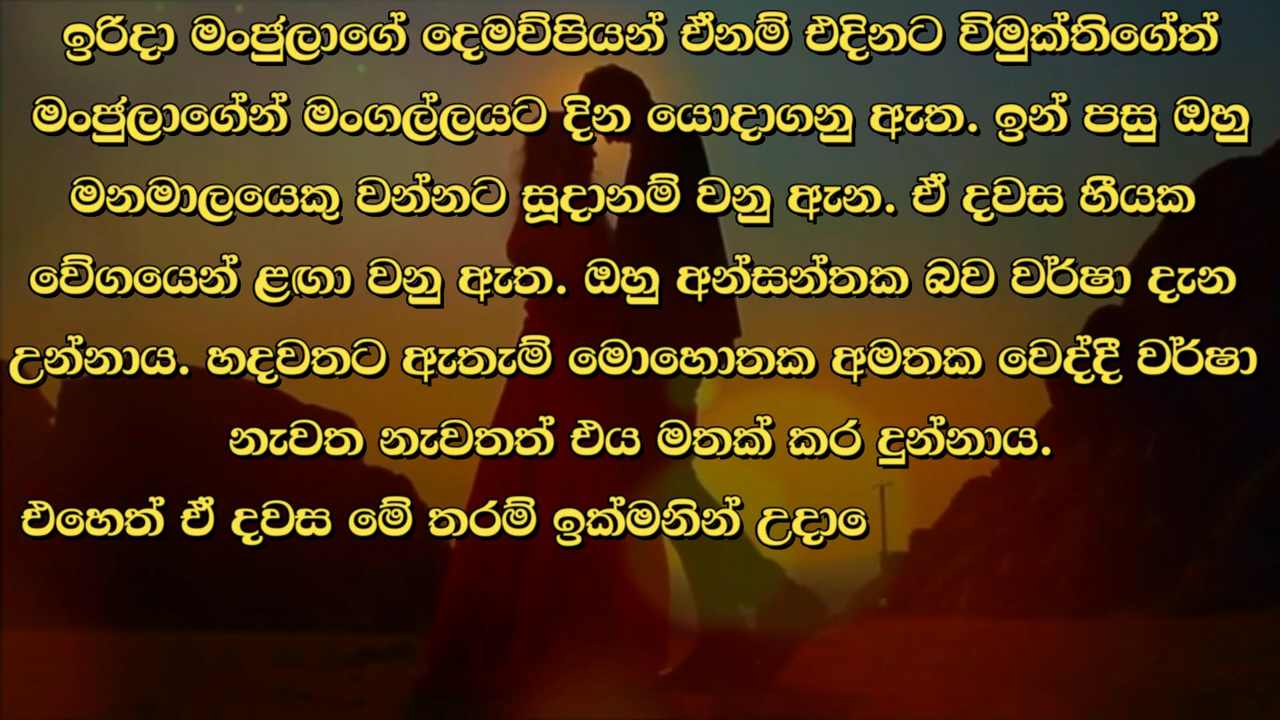 ඉරිදා මංජුලාගේ දෙමව්පියන් ඒනම් එදිනට විමුක්තිගේත්
මංජුලාගේන් මංගල්ලයට දින යොදාගනු ඇත. ඉන් පසු ඔහු
මනමාලයෙකු වන්නට සූදානම් වනු ඇන. ඒ දවස හීයක
වේගයෙන් ළඟා වනු ඇත. ඔහු අන්සන්තක බව වර්ෂා දැන
උන්නාය. හදවතට ඇතැම් මොහොතක අමතක වෙද්දී වර්ෂා
නැවත නැවතත් එය මතක් කර දුන්නාය.
එහෙත් ඒ දවස මේ තරම් ඉක්මනින් උදාෙ